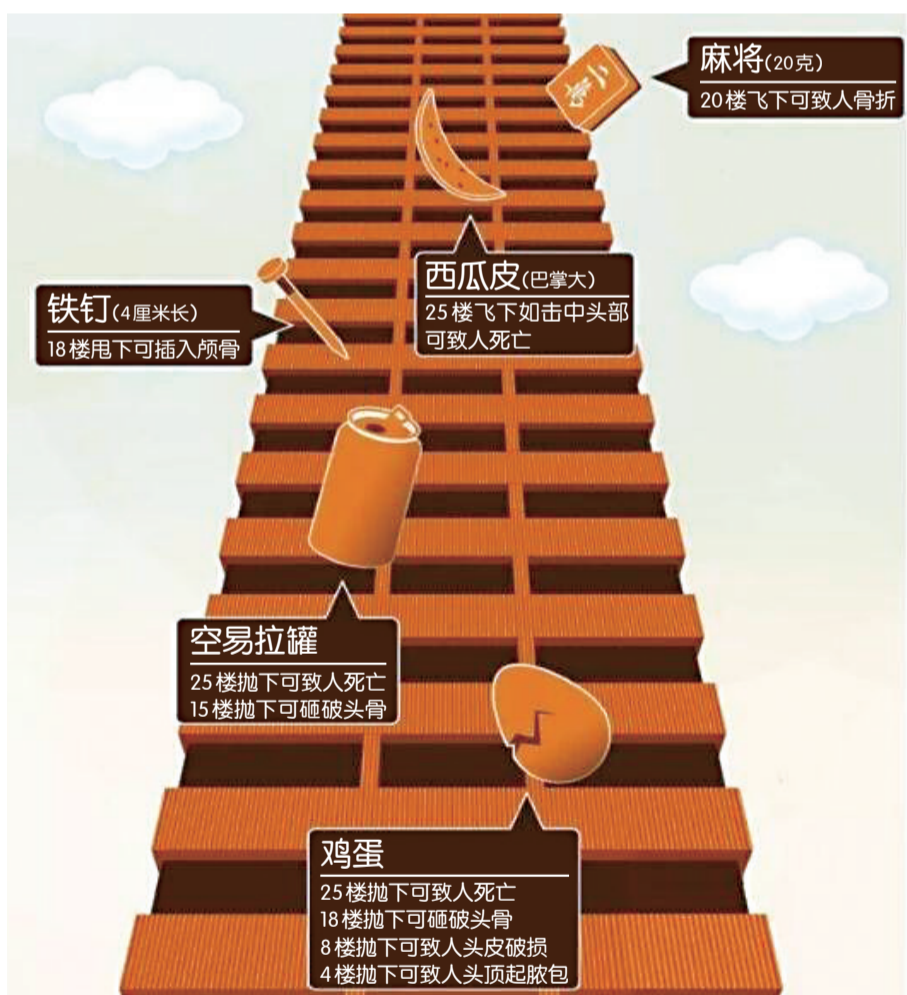 麻将(20克)
20楼飞下可致人骨折
西瓜皮(巴掌大)
25楼飞下如击中头部
可致人死亡
铁钉(4厘米长)
18楼甩下可插入颅骨
空易拉罐
25楼抛下可致人死亡
15楼抛下可砸破头骨
鸡蛋
25楼抛下可致人死亡
18楼抛下可砸破头骨
8楼抛下可致人头皮破损
4楼抛下可致人头顶起脓包
二萬